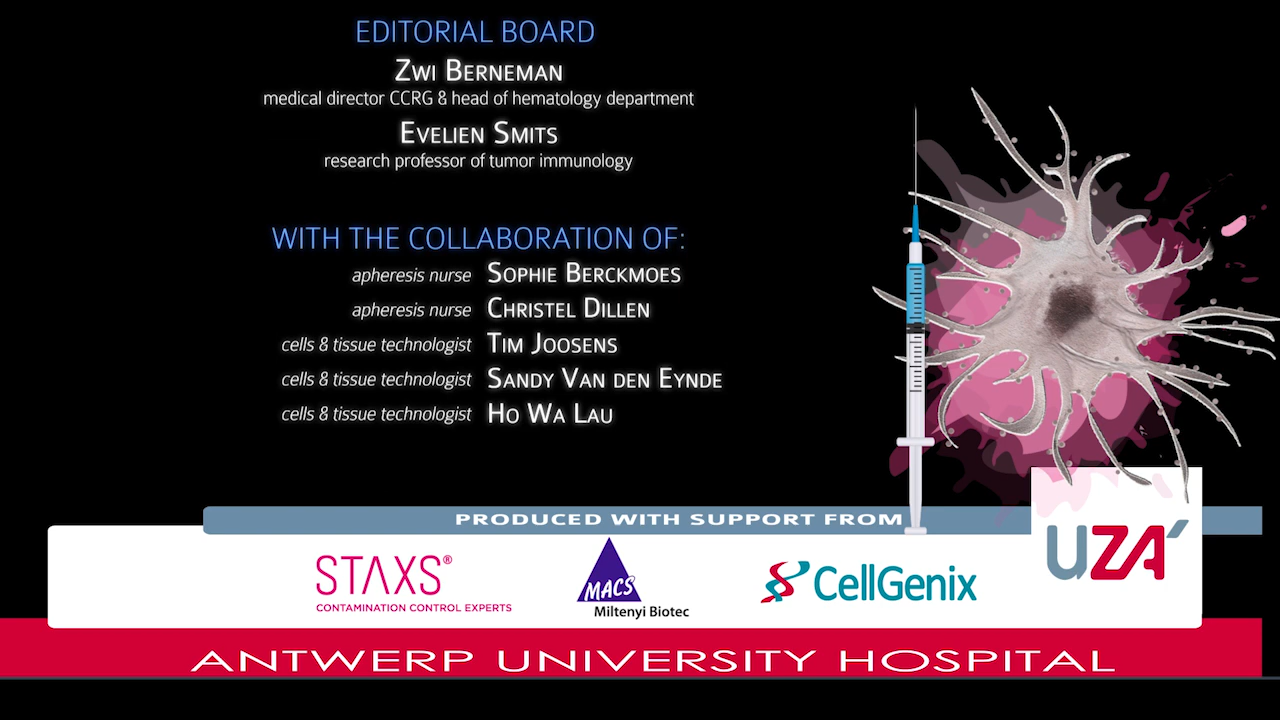 EDITORIAL BOARD
ZWI BERNEMAN
medical director CCRG & head of hematology department
EVELIEN SMITS
research professor of tumor immunology
WITH THE COLLABORATION OF:
apheresis nurse SOPHIE BERCKMOES
apheresis nurse CHRISTEL DILLEN
cells & tissue technologist TIM JOOSENS
cells & tissue technologist SANDY VAN DEN EYNDE
cells & tissue technologist HO WA LAU
PRODUCED WITH SUPPORT FROM
STAXS®
CONTAMINATION CONTROL EXPERTS
MACS
Miltenyi Biotec
CellGenix
UZA
ANTWERP UNIVERSITY HOSPITAL